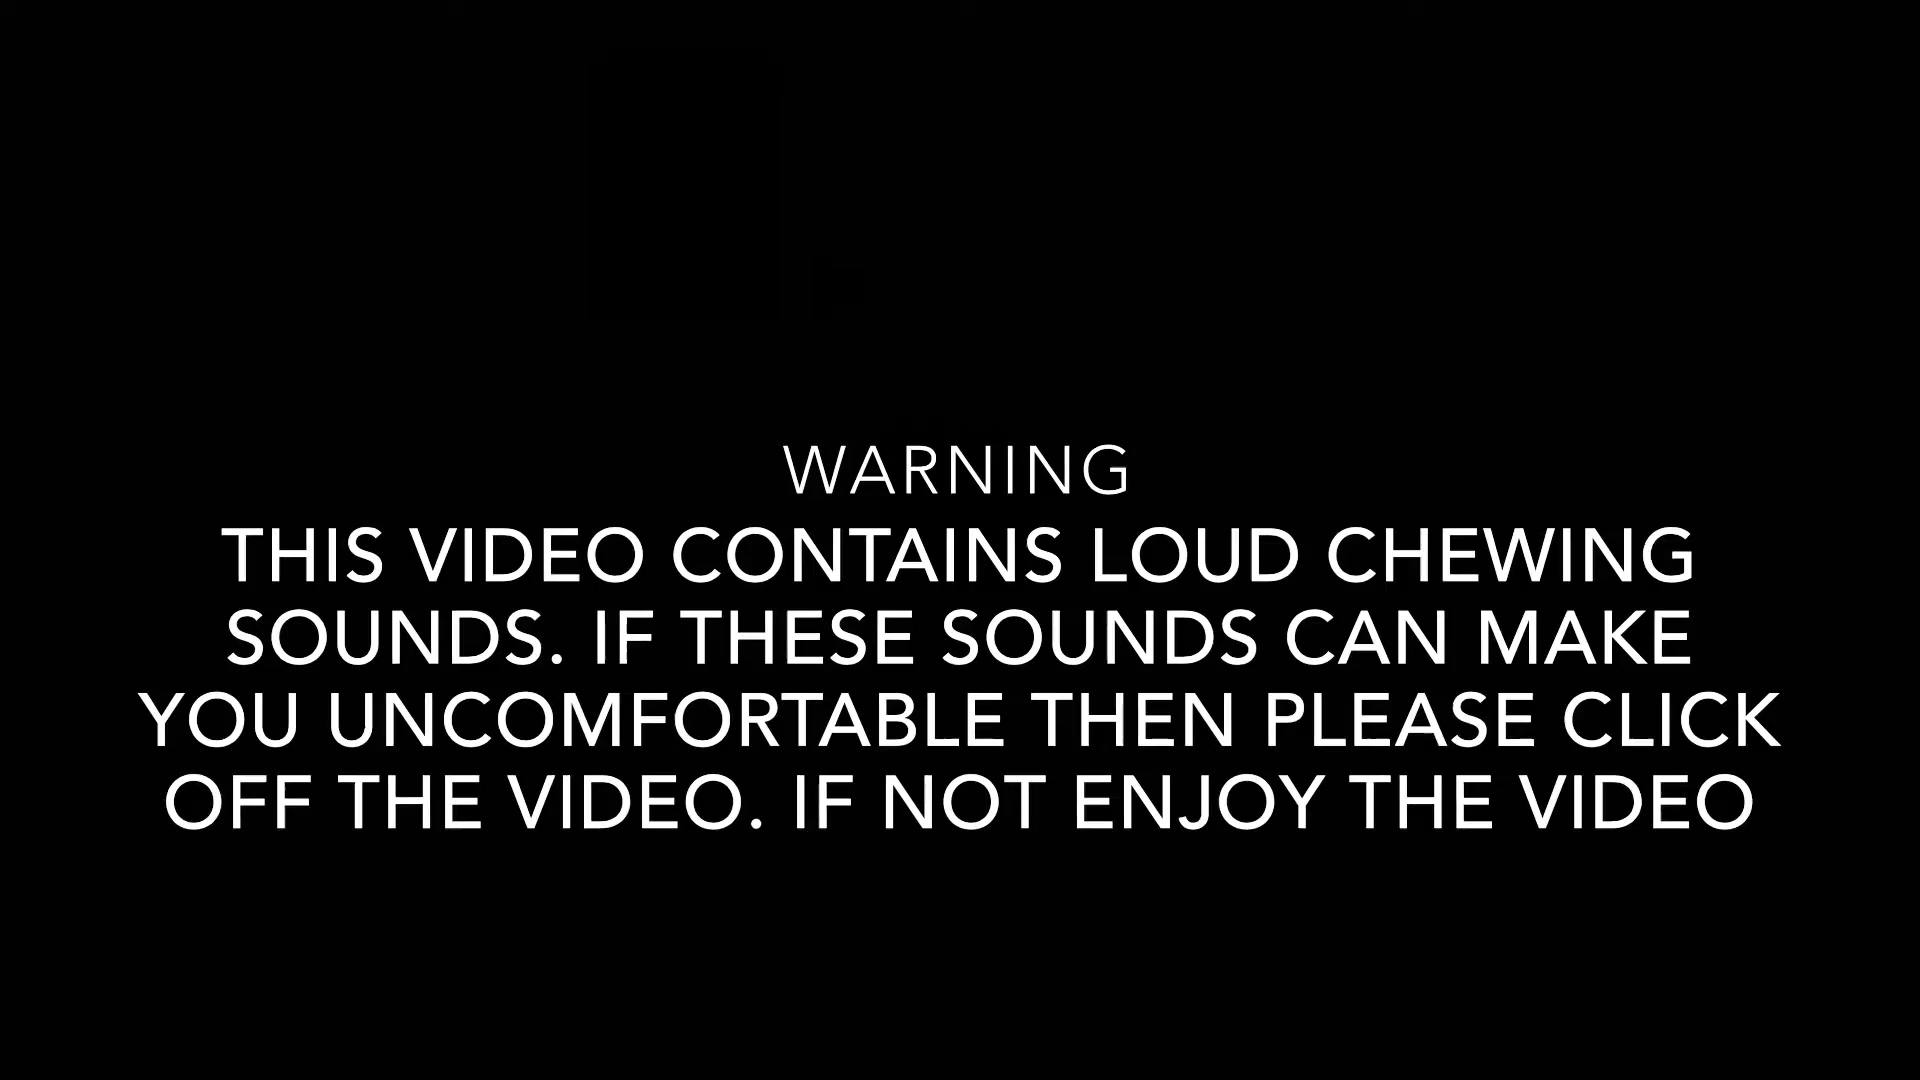 WARNING
THIS VIDEO CONTAINS LOUD CHEWING
SOUNDS. IF THESE SOUNDS CAN MAKE
YOU UNCOMFORTABLE THEN PLEASE CLICK
OFF THE VIDEO. IF NOT ENJOY THE VIDEO